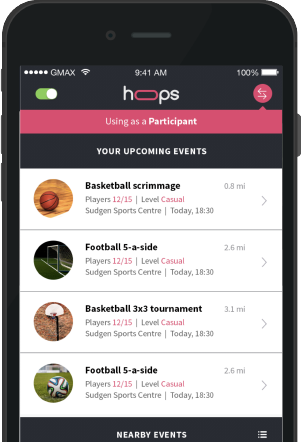 GMAX 9:41 AM 100%
hoops
Using as a Participant
YOUR UPCOMING EVENTS
Basketball scrimmage 0.8 mi
Players 12/15 | Level Casual
Sudgen Sports Centre | Today, 18:30
Football 5-a-side 2.6 mi
Players 12/15 | Level Casual
Sudgen Sports Centre | Today, 18:30
Basketball 3x3 tournament 3.1 mi
Players 12/15 | Level Casual
Sudgen Sports Centre | Today, 18:30
Football 5-a-side 2.6 mi
Players 12/15 | Level Casual
Sudgen Sports Centre | Today, 18:30
NEARBY EVENTS